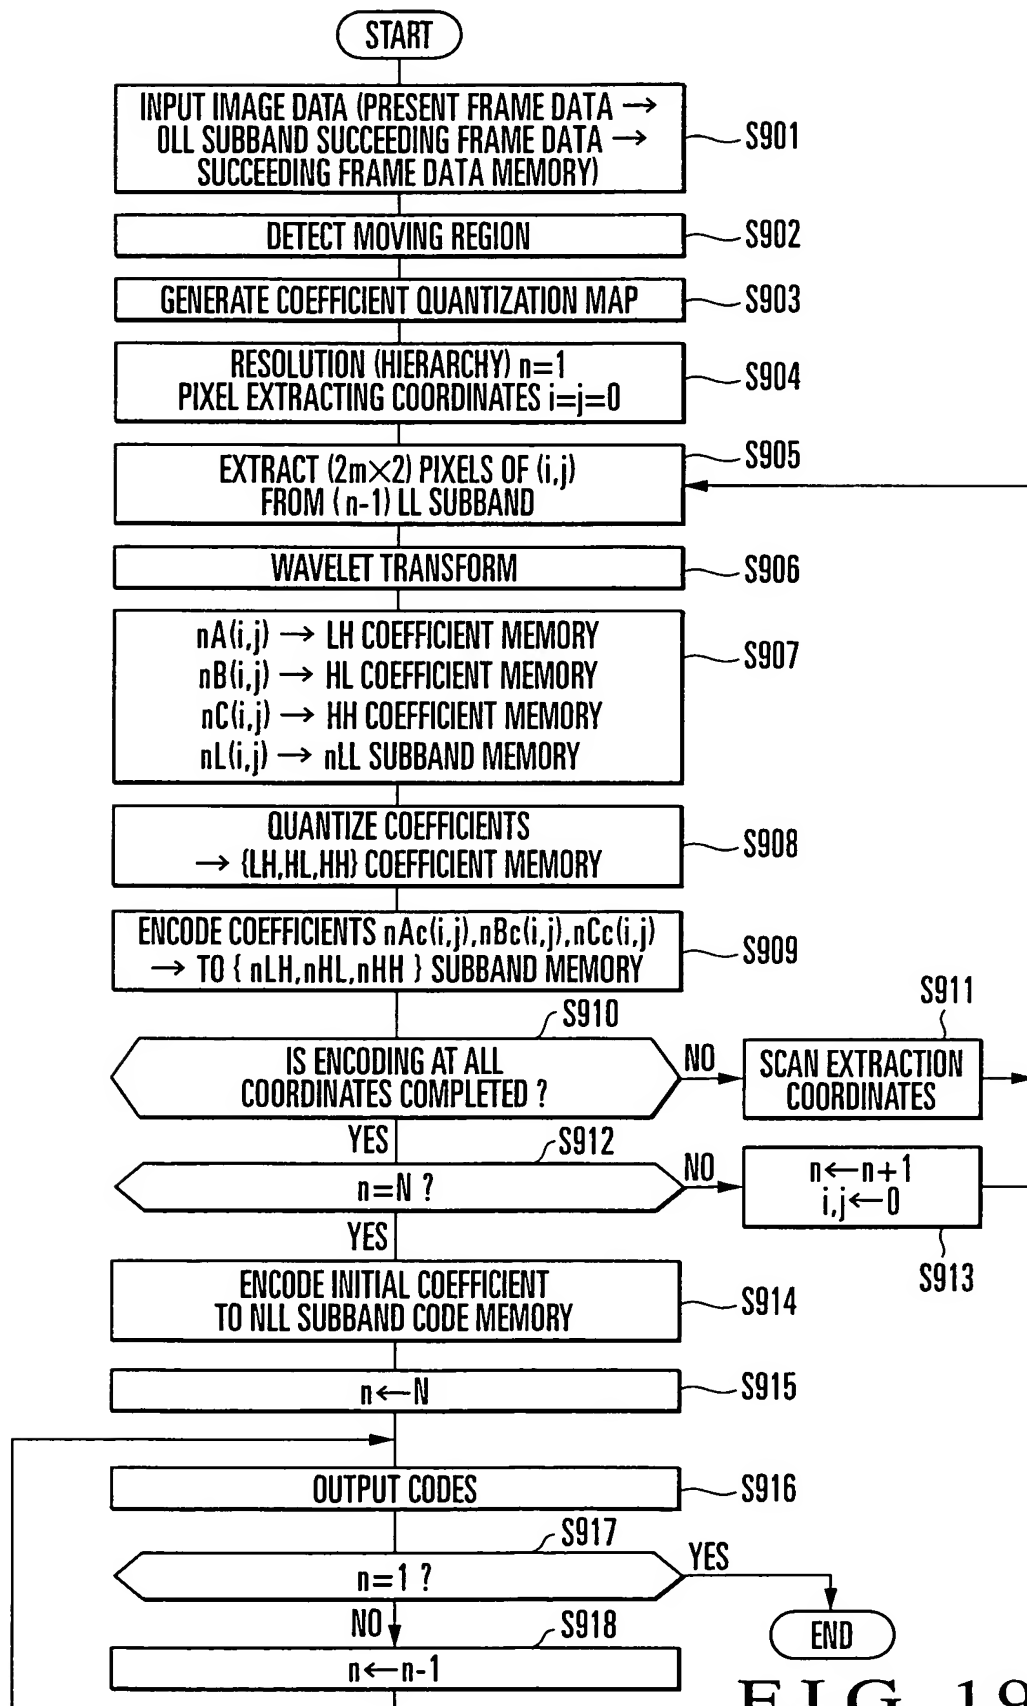 START
INPUT IMAGE DATA (PRESENT FRAME DATA →
OLL SUBBAND SUCCEEDING FRAME DATA →
SUCCEEDING FRAME DATA MEMORY)
S901
DETECT MOVING REGION
S902
GENERATE COEFFICIENT QUANTIZATION MAP
S903
RESOLUTION (HIERARCHY) n=1
PIXEL EXTRACTING COORDINATES i=j=0
S904
EXTRACT (2m×2) PIXELS OF (i,j)
FROM (n-1) LL SUBBAND
S905
WAVELET TRANSFORM
S906
nA(i,j) → LH COEFFICIENT MEMORY
nB(i,j) → HL COEFFICIENT MEMORY
nC(i,j) → HH COEFFICIENT MEMORY
nL(i,j) → nLL SUBBAND MEMORY
S907
QUANTIZE COEFFICIENTS
→ {LH,HL,HH} COEFFICIENT MEMORY
S908
ENCODE COEFFICIENTS nAc(i,j),nBc(i,j),nCc(i,j)
→ TO { nLH,nHL,nHH } SUBBAND MEMORY
S909
S910
IS ENCODING AT ALL
COORDINATES COMPLETED ?
NO
S911
SCAN EXTRACTION
COORDINATES
YES
S912
n=N ?
NO
n←n+1
i,j←0
S913
YES
ENCODE INITIAL COEFFICIENT
TO NLL SUBBAND CODE MEMORY
S914
n←N
S915
OUTPUT CODES
S916
S917
n=1 ?
YES
END
NO
S918
n←n-1
FIG 19